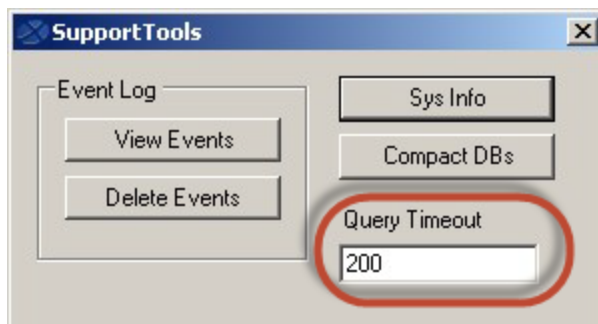 SupportTools
Event Log
View Events
Delete Events
Sys Info
Compact DBs
Query Timeout
200